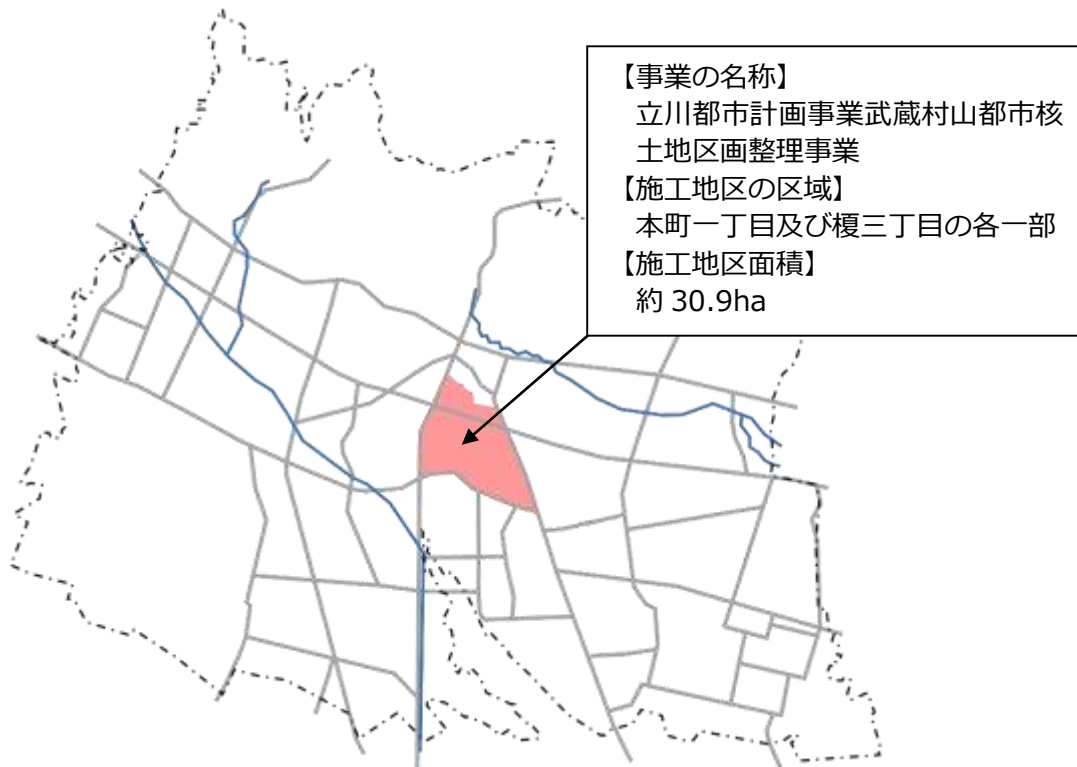 【事業の名称】
立川都市計画事業武蔵村山都市核
土地区画整理事業
【施工地区の区域】
本町一丁目及び榎三丁目の各一部
【施工地区面積】
約 30.9ha